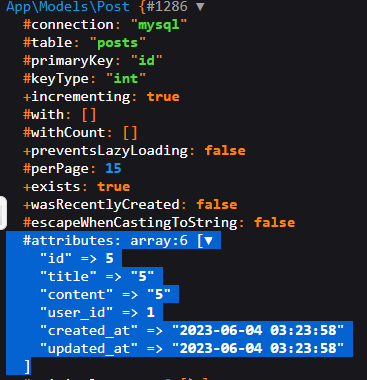 App\Models\Post {#1286 ▼
#connection: "mysql"
#table: "posts"
#primaryKey: "id"
#keyType: "int"
+incrementing: true
#with: []
#withCount: []
+preventsLazyLoading: false
#perPage: 15
+exists: true
+wasRecentlyCreated: false
#escapeWhenCastingToString: false
#attributes: array:6 [▼
"id" => 5
"title" => "5"
"content" => "5"
"user_id" => 1
"created_at" => "2023-06-04 03:23:58"
"updated_at" => "2023-06-04 03:23:58"
]